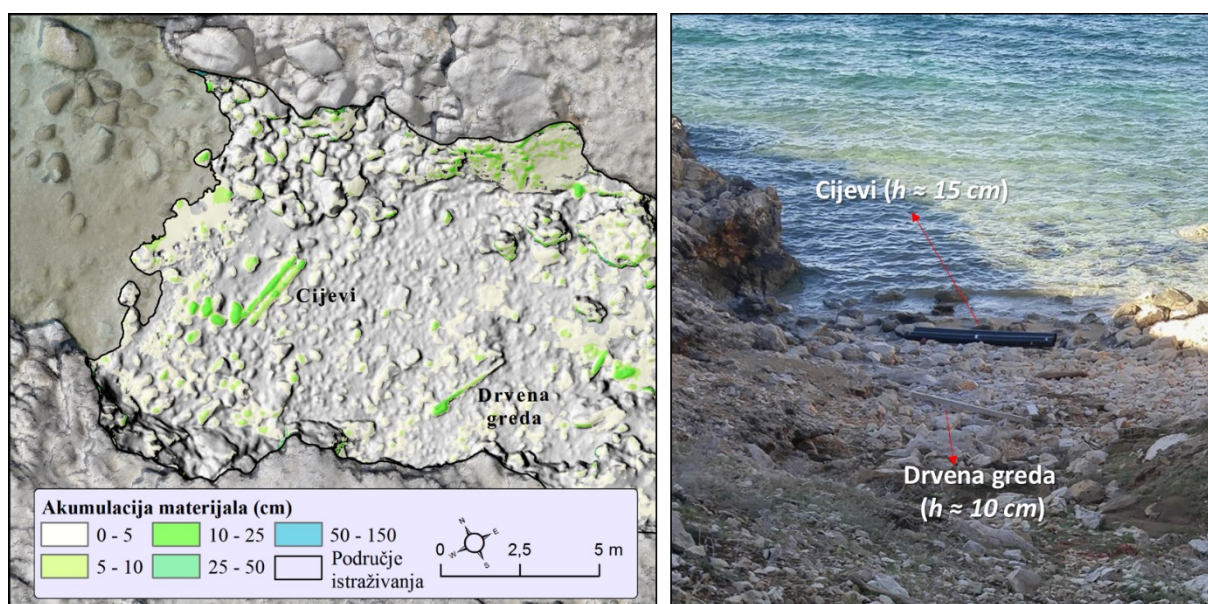 Cijevi
Drvena
greda
Akumulacija materijala (cm)
0 - 5
10 - 25
50 - 150
5 - 10
25 - 50
Područje
istraživanja
N
E
S
W
0
2,5
5 m
Cijevi (h ≈ 15 cm)
Drvena greda
(h ≈ 10 cm)